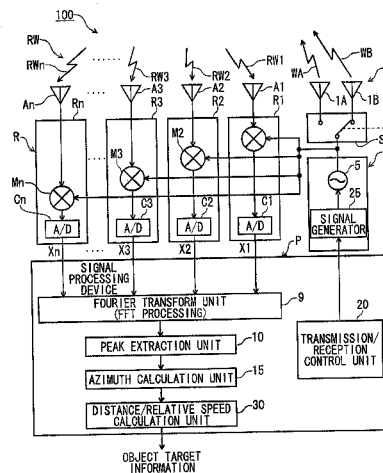 100
RW
RWn
RW3
RW2
RW1
WA
WB
An
A3
A2
A1
1A
1B
Rn
R3
R2
R1
R
S
M3
M2
Mn
5
25
Cn
C3
C2
C1
A/D
A/D
A/D
A/D
SIGNAL
GENERATOR
Xn
X3
X2
X1
P
SIGNAL
PROCESSING
DEVICE
FOURIER TRANSFORM UNIT
(FFT PROCESSING)
9
20
PEAK EXTRACTION UNIT
10
TRANSMISSION/
RECEPTION
CONTROL UNIT
AZIMUTH CALCULATION UNIT
15
DISTANCE/RELATIVE SPEED
CALCULATION UNIT
30
OBJECT TARGET
INFORMATION